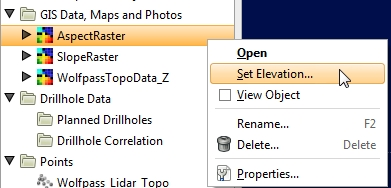 GIS Data, Maps and Photos
AspectRaster
SlopeRaster
WolfpassTopoData_Z
Drillhole Data
Planned Drillholes
Drillhole Correlation
Points
Wolfpass_Lidar_Topo
Open
Set Elevation...
View Object
Rename... F2
Delete... Delete
Properties...